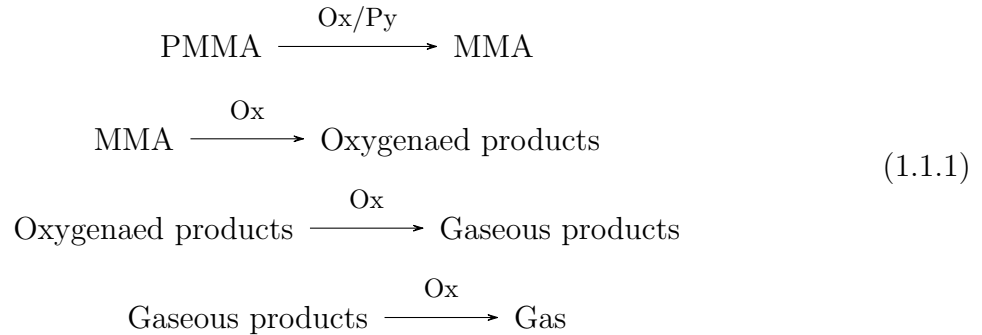 PMMA Ox/Py MMA
MMA Ox Oxygenaed products
(1.1.1)
Oxygenaed products Ox Gaseous products
Gaseous products Ox Gas